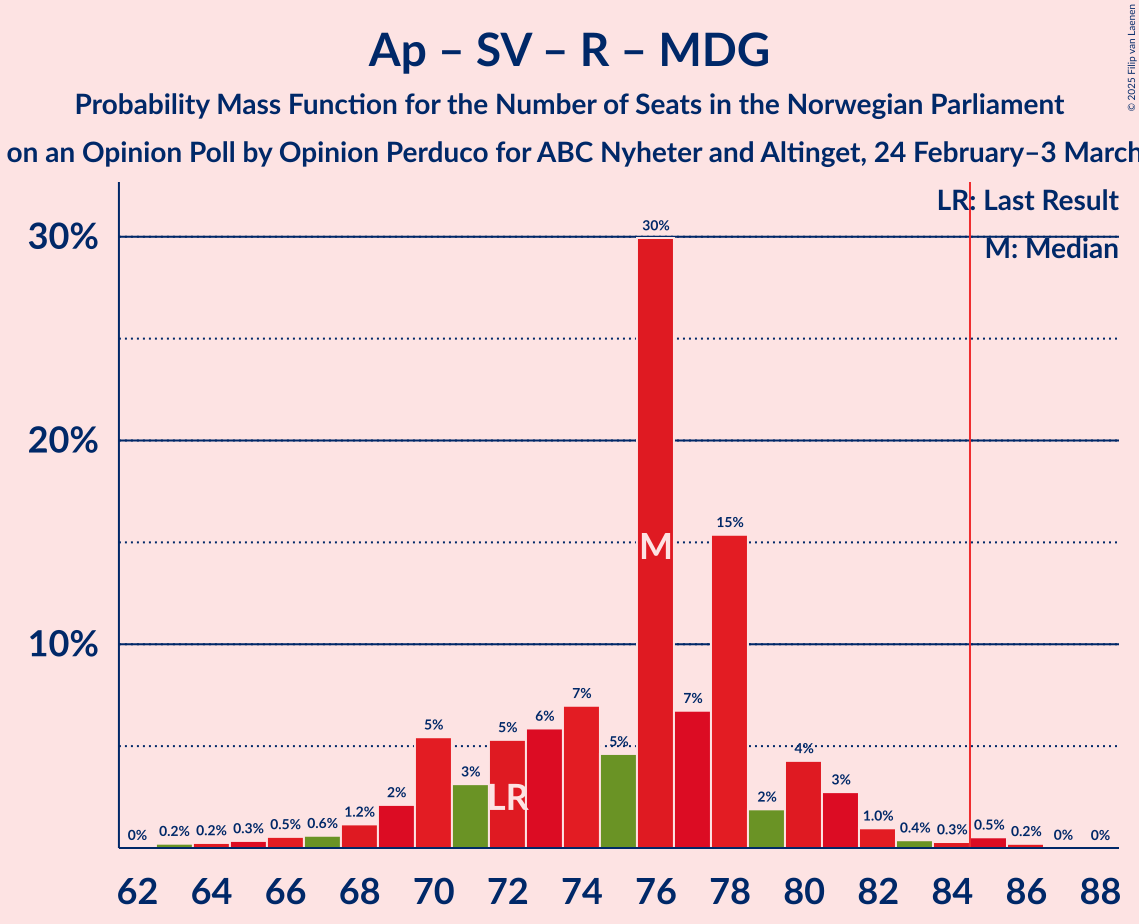 Ap – SV – R – MDG
Probability Mass Function for the Number of Seats in the Norwegian Parliament
on an Opinion Poll by Opinion Perduco for ABC Nyheter and Altinget, 24 February–3 March
© 2025 Filip van Laenen
LR: Last Result
M: Median
30%
20%
10%
0% 0.2% 0.2% 0.3% 0.5% 0.6% 1.2% 2% 5% 3% 5% 6% 7% 5% 30% 7% 15% 2% 4% 3% 1.0% 0.4% 0.3% 0.5% 0.2% 0% 0%
M
LR
62 64 66 68 70 72 74 76 78 80 82 84 86 88